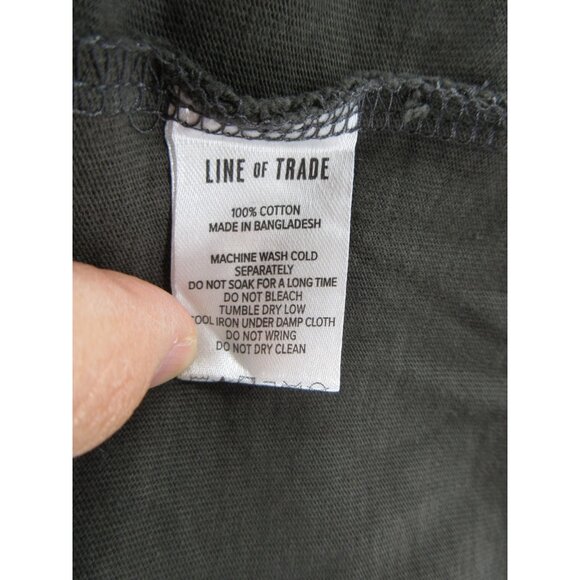 LINE OF TRADE
100% COTTON
MADE IN BANGLADESH
MACHINE WASH COLD
SEPARATELY
DO NOT SOAK FOR A LONG TIME
DO NOT BLEACH
TUMBLE DRY LOW
COOL IRON UNDER DAMP CLOTH
DO NOT WRING
DO NOT DRY CLEAN